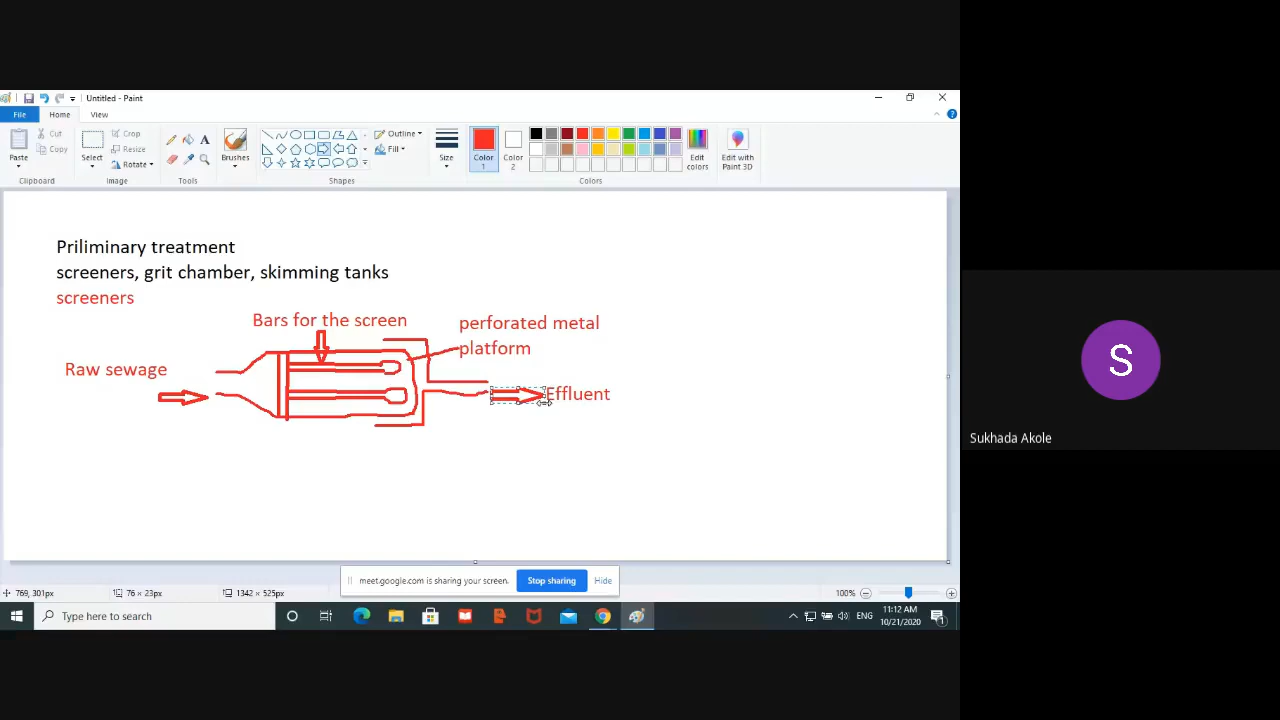 Untitled - Paint
File Home View
Paste Cut Copy Clipboard
Select Crop Resize Rotate Image
Tools
Brushes
Outline Fill Shapes
Size
Color 1 Color 2 Edit colors Colors
Edit with Paint 3D
Priliminary treatment
screeners, grit chamber, skimming tanks
screeners
Bars for the screen
perforated metal
platform
Raw sewage
Effluent
S
Sukhada Akole
meet.google.com is sharing your screen. Stop sharing Hide
769, 301px 76 × 23px 1342 × 525px 100%
Type here to search ENG 11:12 AM
10/21/2020 1